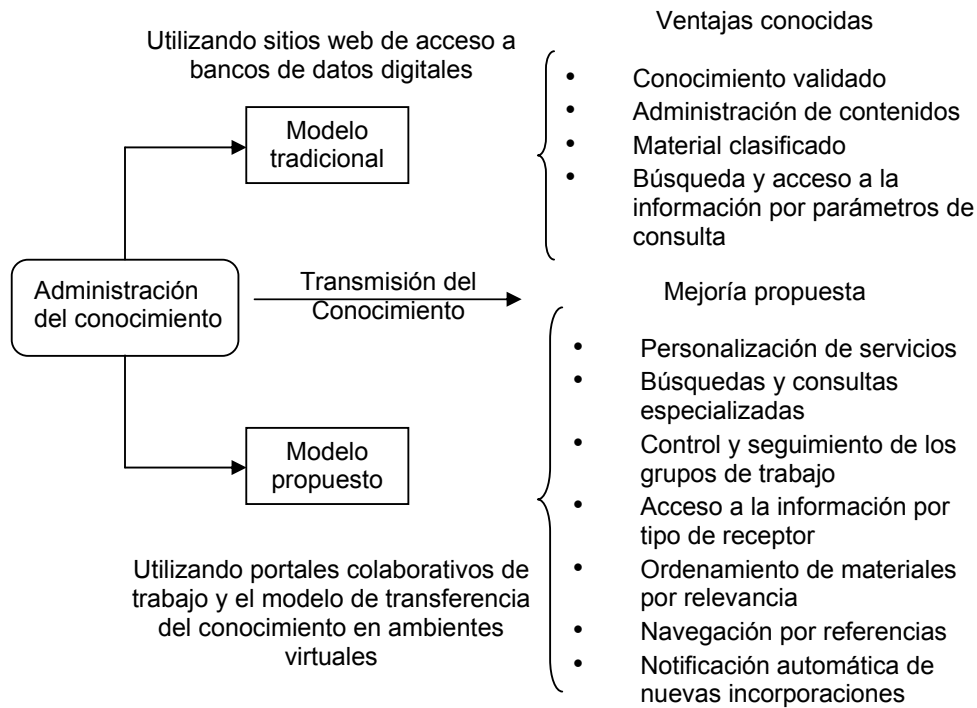 Utilizando sitios web de acceso a
bancos de datos digitales
Modelo
tradicional
Ventajas conocidas
• Conocimiento validado
• Administración de contenidos
• Material clasificado
• Búsqueda y acceso a la
información por parámetros de
consulta
Administración
del conocimiento
Transmisión del
Conocimiento
Mejoría propuesta
• Personalización de servicios
• Búsquedas y consultas
especializadas
• Control y seguimiento de los
grupos de trabajo
• Acceso a la información por
tipo de receptor
• Ordenamiento de materiales
por relevancia
• Navegación por referencias
• Notificación automática de
nuevas incorporaciones
Modelo
propuesto
Utilizando portales colaborativos de
trabajo y el modelo de transferencia
del conocimiento en ambientes
virtuales